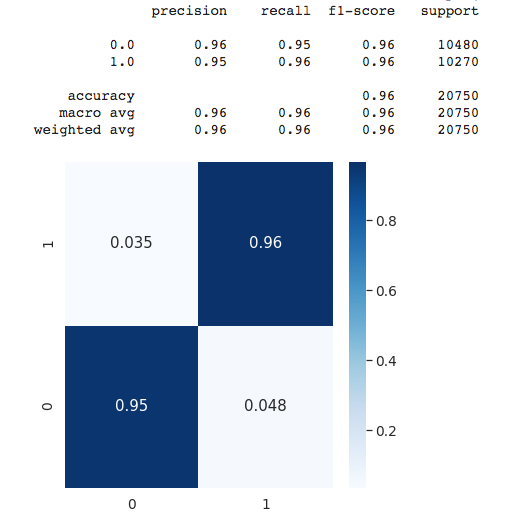 precision recall f1-score support
0.0 0.96 0.95 0.96 10480
1.0 0.95 0.96 0.96 10270
accuracy 0.96 20750
macro avg 0.96 0.96 0.96 20750
weighted avg 0.96 0.96 0.96 20750
1 0.035 0.96
0 0.95 0.048
0 1
0.8
0.6
0.4
0.2